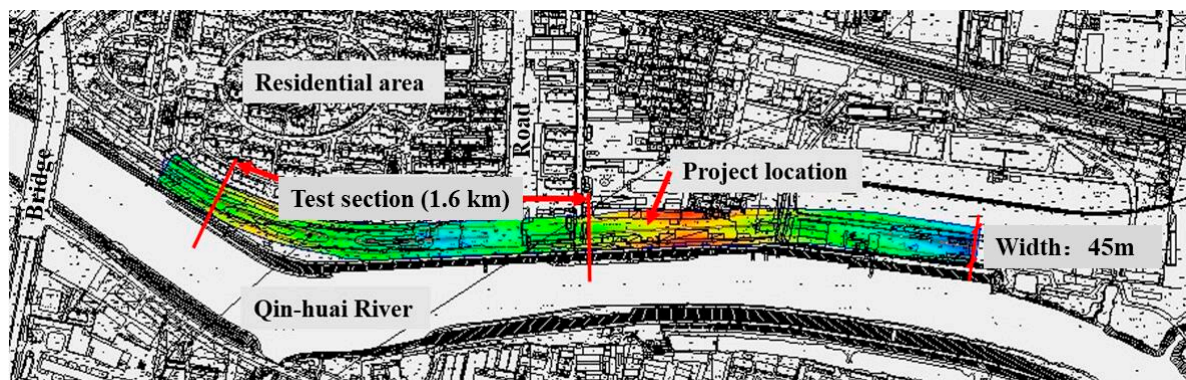 Residential area
Road
Project location
Bridge
Test section (1.6 km)
Width：45m
Qin-huai River